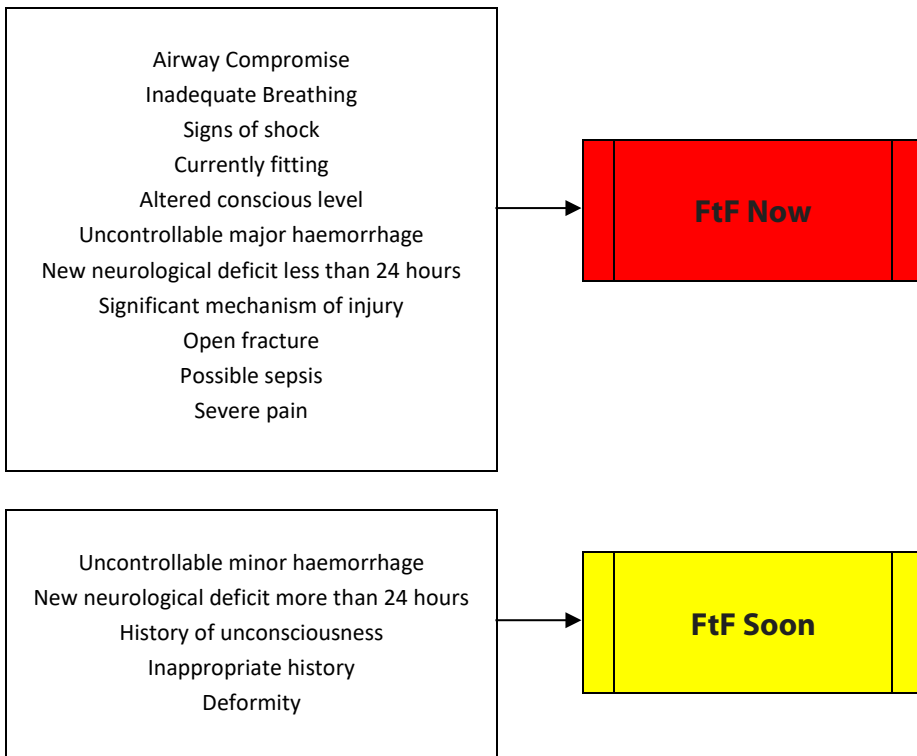 Airway Compromise
Inadequate Breathing
Signs of shock
Currently fitting
Altered conscious level
Uncontrollable major haemorrhage
New neurological deficit less than 24 hours
Significant mechanism of injury
Open fracture
Possible sepsis
Severe pain
FtF Now
Uncontrollable minor haemorrhage
New neurological deficit more than 24 hours
History of unconsciousness
Inappropriate history
Deformity
FtF Soon